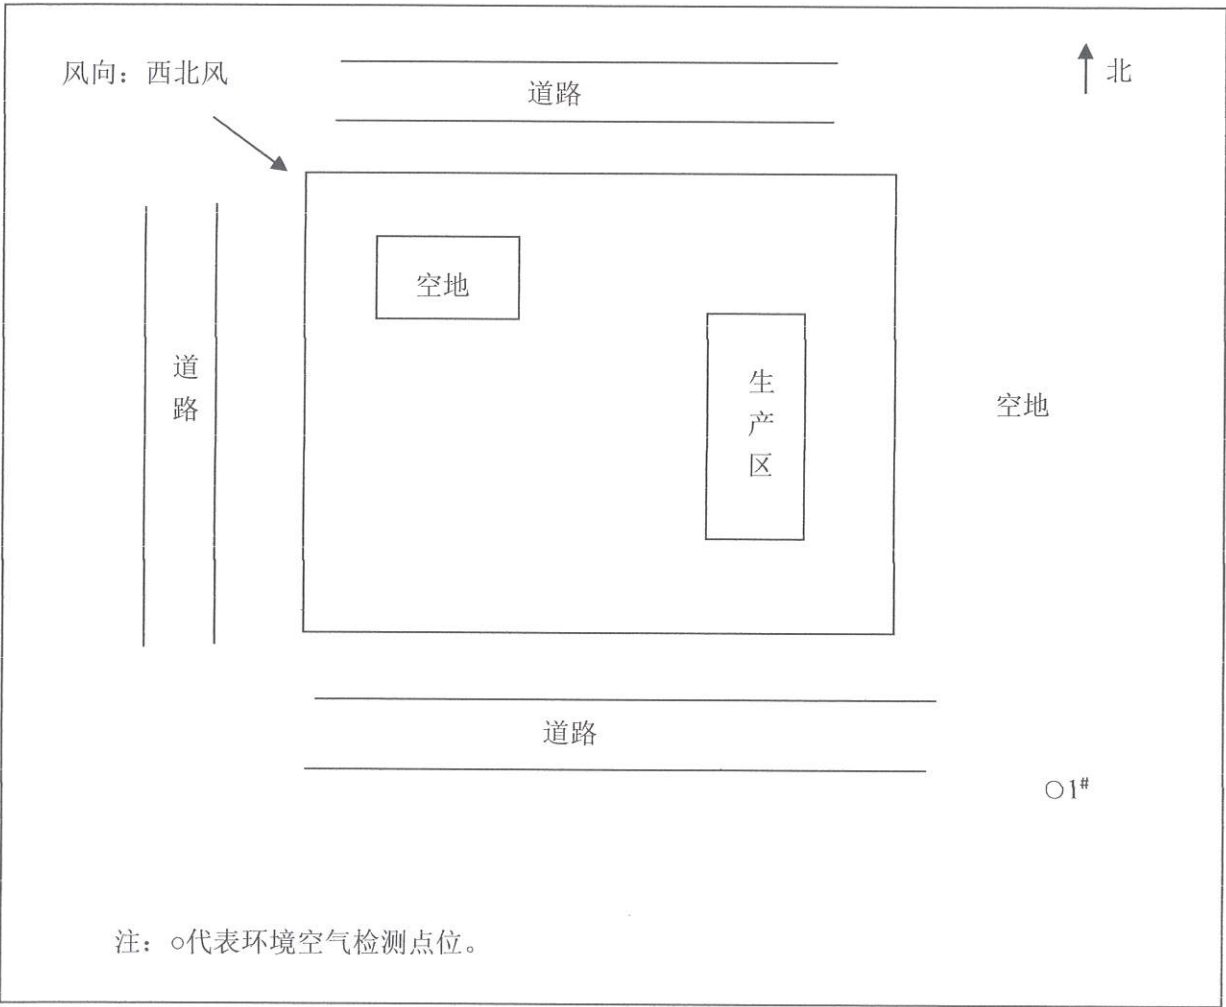 风向：西北风
道路
北
空地
道路
生产区
空地
道路
○1#
注：○代表环境空气检测点位。